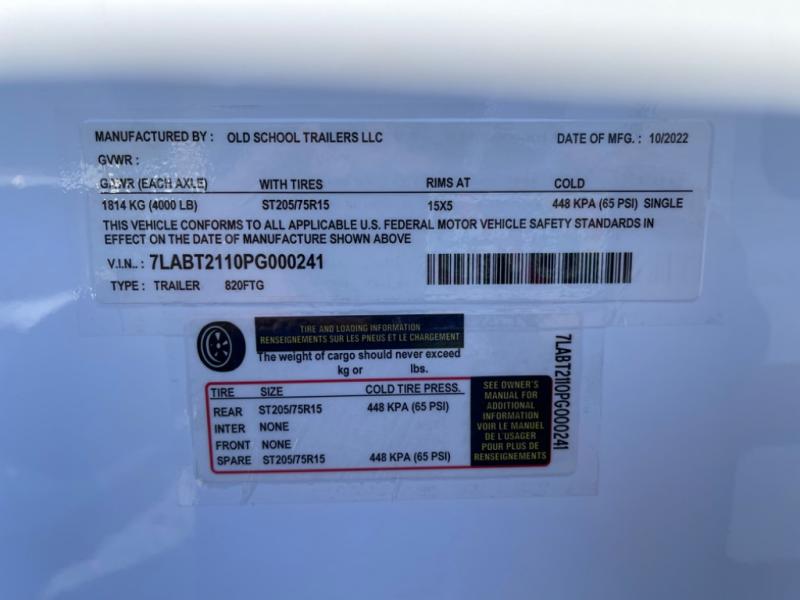 MANUFACTURED BY : OLD SCHOOL TRAILERS LLC DATE OF MFG. : 10/2022
GVWR :
GAWR (EACH AXLE) WITH TIRES RIMS AT COLD
1814 KG (4000 LB) ST205/75R15 15X5 448 KPA (65 PSI) SINGLE
THIS VEHICLE CONFORMS TO ALL APPLICABLE U.S. FEDERAL MOTOR VEHICLE SAFETY STANDARDS IN
EFFECT ON THE DATE OF MANUFACTURE SHOWN ABOVE
V.I.N.. : 7LABT2110PG000241
TYPE : TRAILER 820FTG
TIRE AND LOADING INFORMATION
RENSEIGNEMENTS SUR LES PNEUS ET LE CHARGEMENT
The weight of cargo should never exceed
kg or lbs.
TIRE SIZE COLD TIRE PRESS.
REAR ST205/75R15 448 KPA (65 PSI)
INTER NONE
FRONT NONE
SPARE ST205/75R15 448 KPA (65 PSI)
SEE OWNER'S
MANUAL FOR
ADDITIONAL
INFORMATION
VOIR LE MANUEL
DE L'USAGER
POUR PLUS DE
RENSEIGNEMENTS
7LABT2110PG000241